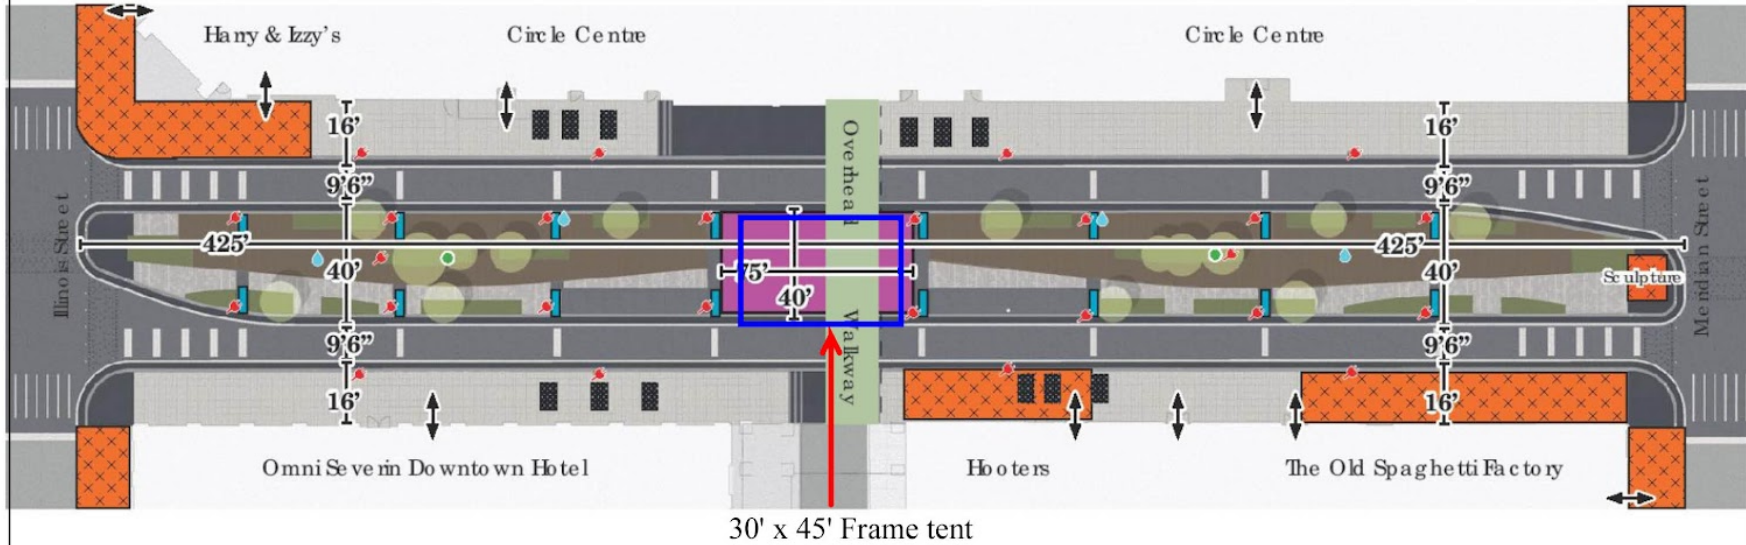 Harry & Izzy's
Circle Centre
Circle Centre
16'
16'
Overhead
9'6"
9'6"
Illinois Street
Meridian Street
425'
425'
40'
75'
40'
40'
Sculpture
Walkway
9'6"
9'6"
16'
16'
Omni Severin Downtown Hotel
Hooters
The Old Spaghetti Factory
30' x 45' Frame tent